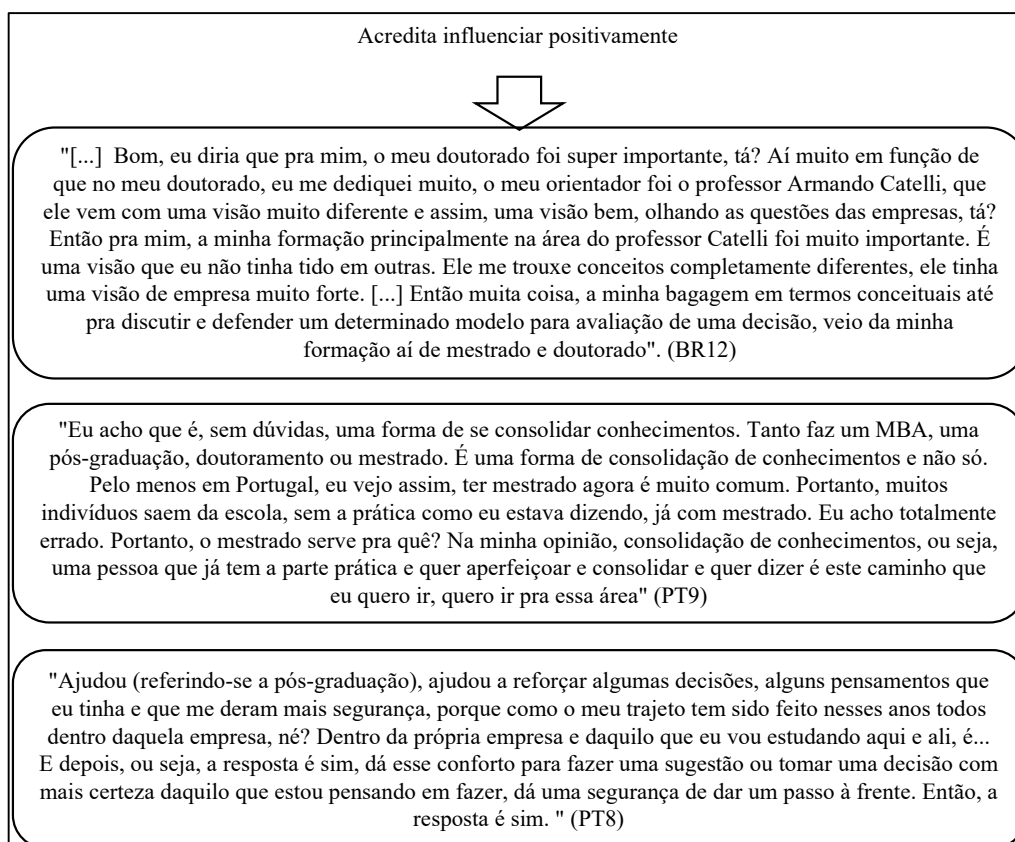 Acredita influenciar positivamente
"[...]  Bom, eu diria que pra mim, o meu doutorado foi super importante, tá? Aí muito em função de
que no meu doutorado, eu me dediquei muito, o meu orientador foi o professor Armando Catelli, que
ele vem com uma visão muito diferente e assim, uma visão bem, olhando as questões das empresas, tá?
Então pra mim, a minha formação principalmente na área do professor Catelli foi muito importante. É
uma visão que eu não tinha tido em outras. Ele me trouxe conceitos completamente diferentes, ele tinha
uma visão de empresa muito forte. [...] Então muita coisa, a minha bagagem em termos conceituais até
pra discutir e defender um determinado modelo para avaliação de uma decisão, veio da minha
formação aí de mestrado e doutorado". (BR12)
"Eu acho que é, sem dúvidas, uma forma de se consolidar conhecimentos. Tanto faz um MBA, uma
pós-graduação, doutoramento ou mestrado. É uma forma de consolidação de conhecimentos e não só.
Pelo menos em Portugal, eu vejo assim, ter mestrado agora é muito comum. Portanto, muitos
indivíduos saem da escola, sem a prática como eu estava dizendo, já com mestrado. Eu acho totalmente
errado. Portanto, o mestrado serve pra quê? Na minha opinião, consolidação de conhecimentos, ou seja,
uma pessoa que já tem a parte prática e quer aperfeiçoar e consolidar e quer dizer é este caminho que
eu quero ir, quero ir pra essa área" (PT9)
"Ajudou (referindo-se a pós-graduação), ajudou a reforçar algumas decisões, alguns pensamentos que
eu tinha e que me deram mais segurança, porque como o meu trajeto tem sido feito nesses anos todos
dentro daquela empresa, né? Dentro da própria empresa e daquilo que eu vou estudando aqui e ali, é...
E depois, ou seja, a resposta é sim, dá esse conforto para fazer uma sugestão ou tomar uma decisão com
mais certeza daquilo que estou pensando em fazer, dá uma segurança de dar um passo à frente. Então, a
resposta é sim. " (PT8)